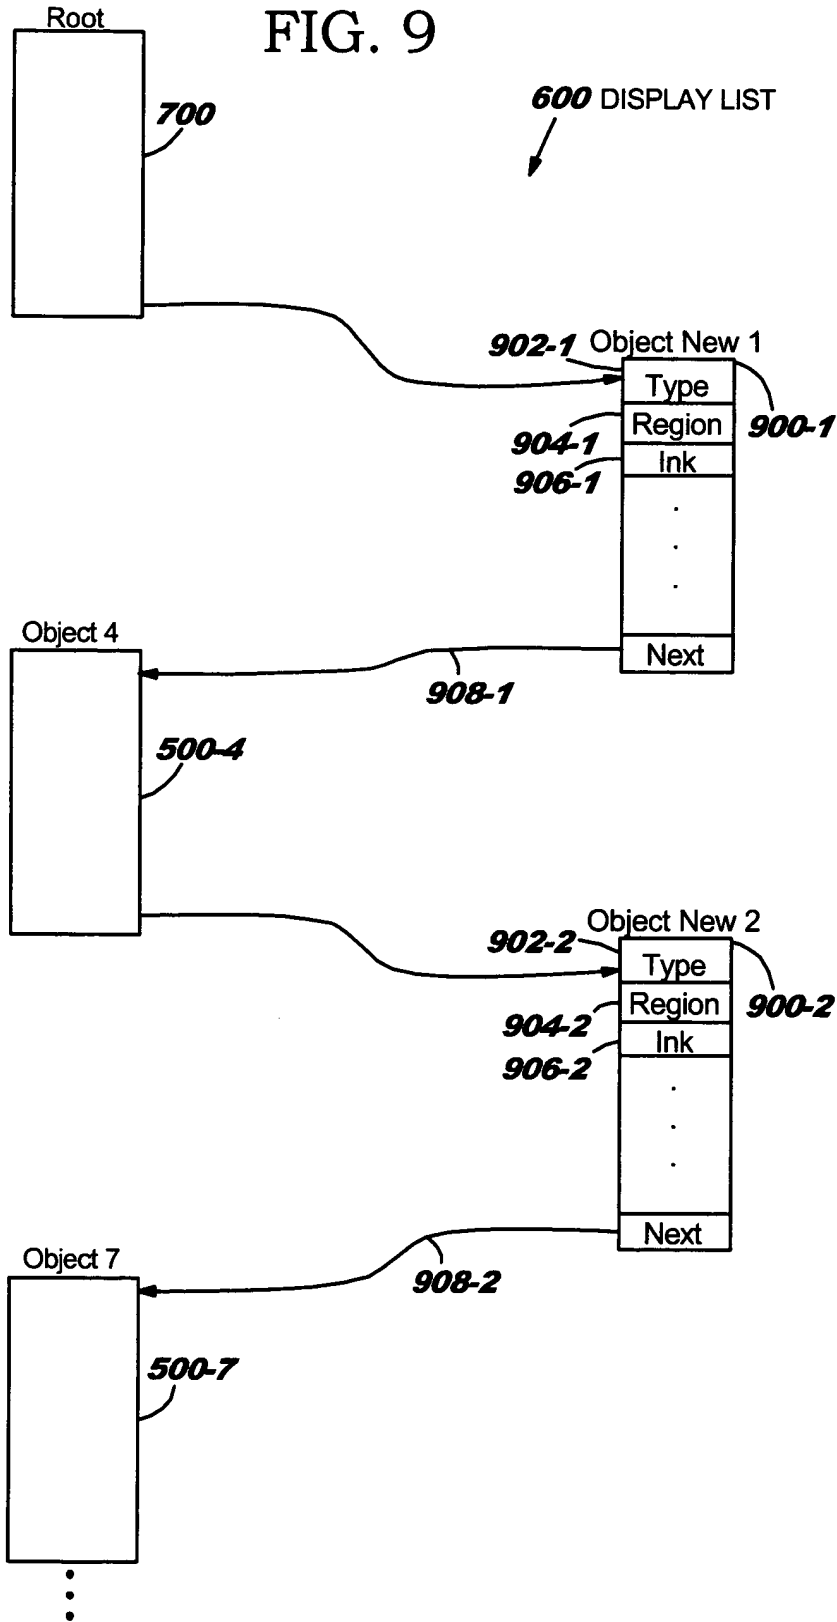 Root
FIG. 9
600 DISPLAY LIST
700
Object New 1
902-1
Type
900-1
Region
904-1
Ink
906-1
Next
908-1
Object 4
500-4
Object New 2
902-2
Type
900-2
Region
904-2
Ink
906-2
Next
908-2
Object 7
500-7